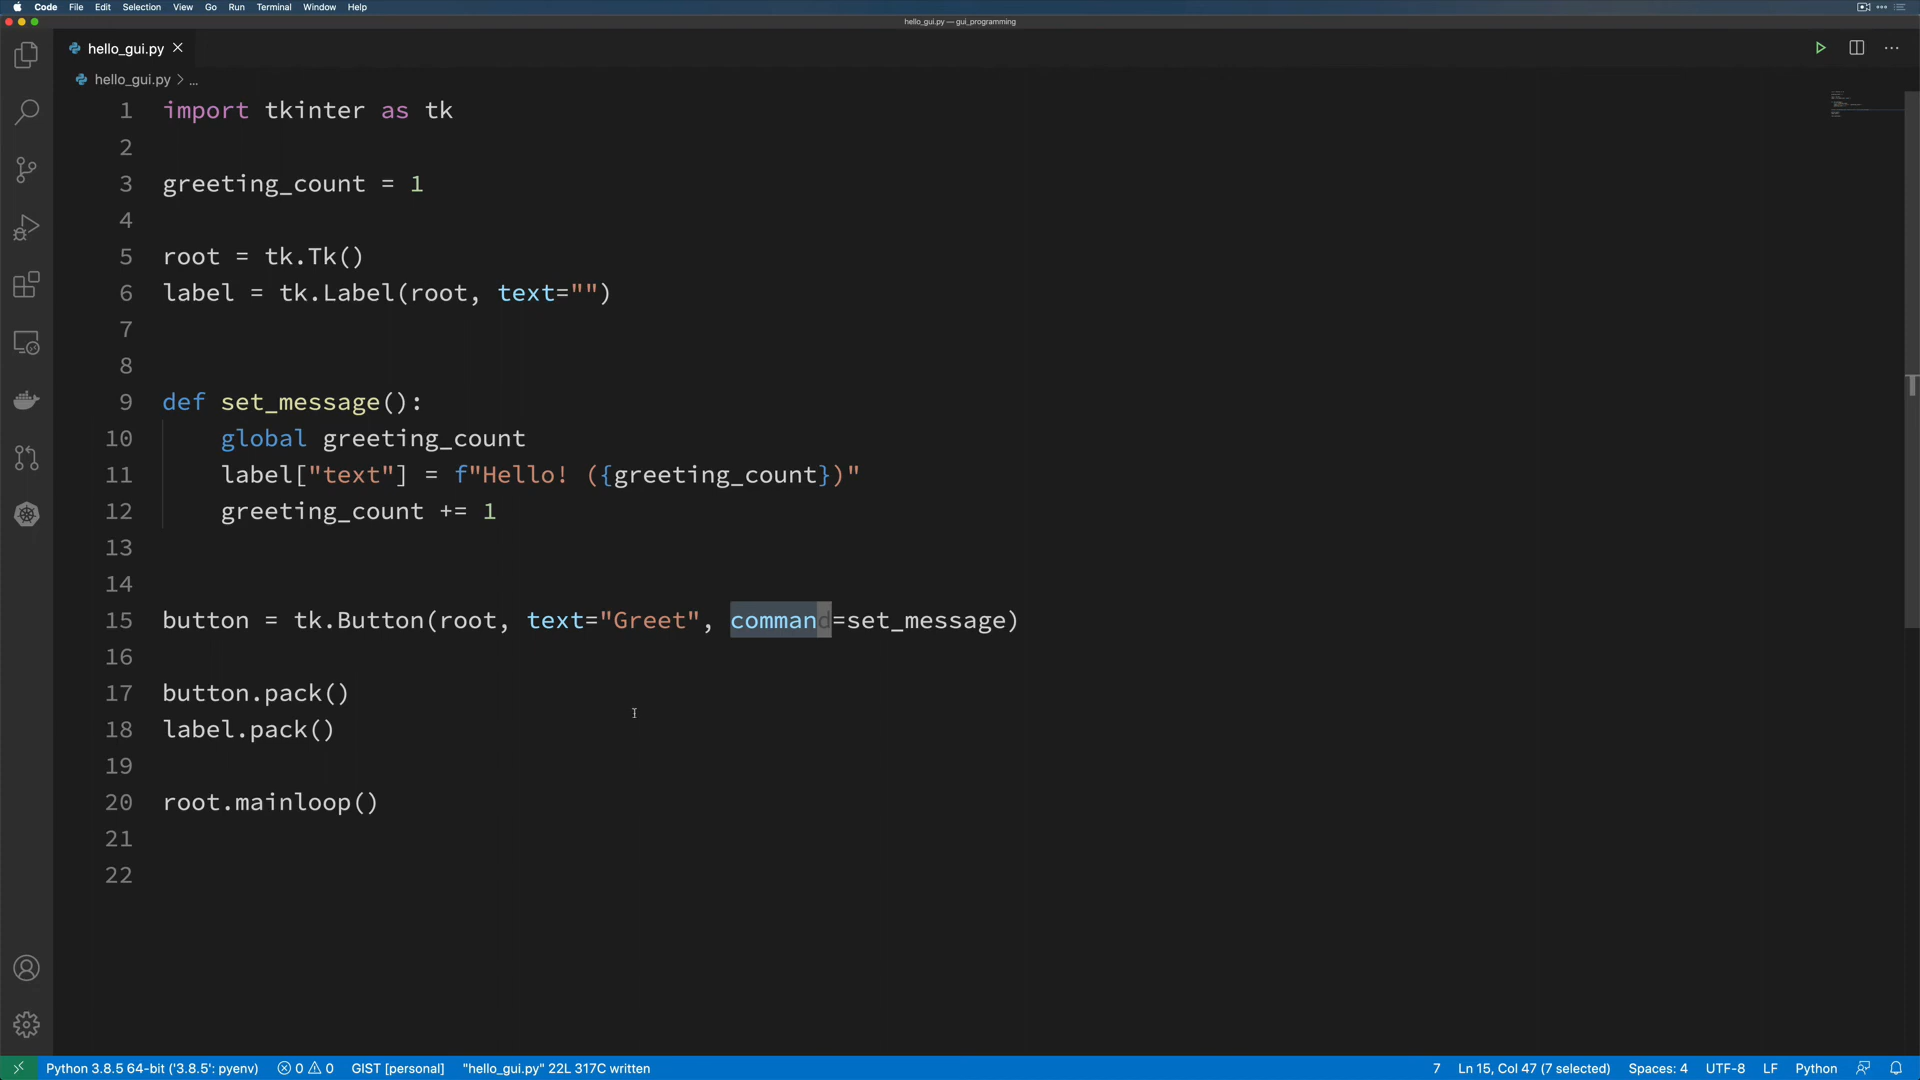 Code File Edit Selection View Go Run Terminal Window Help
hello_gui.py — gui_programming
hello_gui.py
hello_gui.py > ...
1 import tkinter as tk
2
3 greeting_count = 1
4
5 root = tk.Tk()
6 label = tk.Label(root, text="")
7
8
9 def set_message():
10 global greeting_count
11 label["text"] = f"Hello! ({greeting_count})"
12 greeting_count += 1
13
14
15 button = tk.Button(root, text="Greet", command=set_message)
16
17 button.pack()
18 label.pack()
19
20 root.mainloop()
21
22
Python 3.8.5 64-bit ('3.8.5': pyenv) 0 0 GIST [personal] "hello_gui.py" 22L 317C written 7 Ln 15, Col 47 (7 selected) Spaces: 4 UTF-8 LF Python